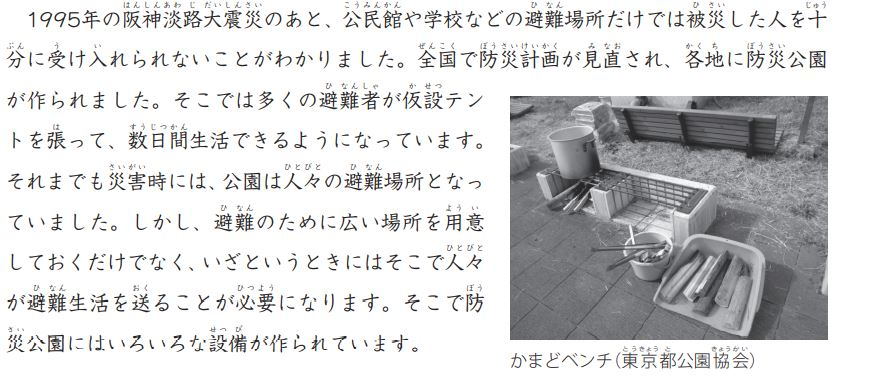 1995年の阪神淡路大震災のあと、公民館や学校などの避難場所だけでは被災した人を十
分に受け入れられないことがわかりました。全国で防災計画が見直され、各地に防災公園
が作られました。そこでは多くの避難者が仮設テン
トを張って、数日間生活できるようになっています。
それまでも災害時には、公園は人々の避難場所となっ
ていました。しかし、避難のために広い場所を用意
しておくだけでなく、いざというときにはそこで人々
が避難生活を送ることが必要になります。そこで防
災公園にはいろいろな設備が作られています。
かまどベンチ(東京都公園協会)